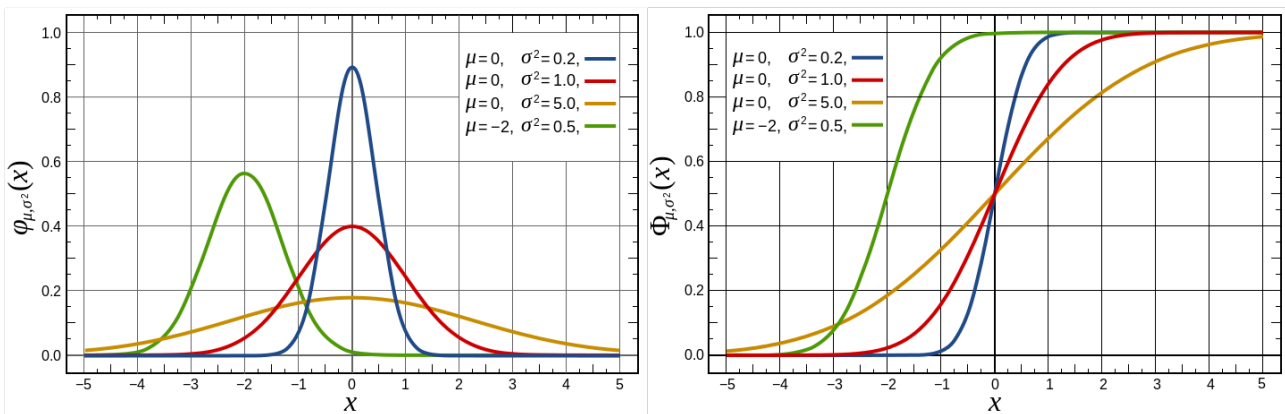 1.0
0.8
0.6
0.4
0.2
0.0
φμ,σ²(x)
μ=0, σ²=0.2,
μ=0, σ²=1.0,
μ=0, σ²=5.0,
μ=−2, σ²=0.5,
−5 −4 −3 −2 −1 0 1 2 3 4 5
x
1.0
0.8
0.6
0.4
0.2
0.0
Φμ,σ²(x)
μ=0, σ²=0.2,
μ=0, σ²=1.0,
μ=0, σ²=5.0,
μ=−2, σ²=0.5,
−5 −4 −3 −2 −1 0 1 2 3 4 5
x